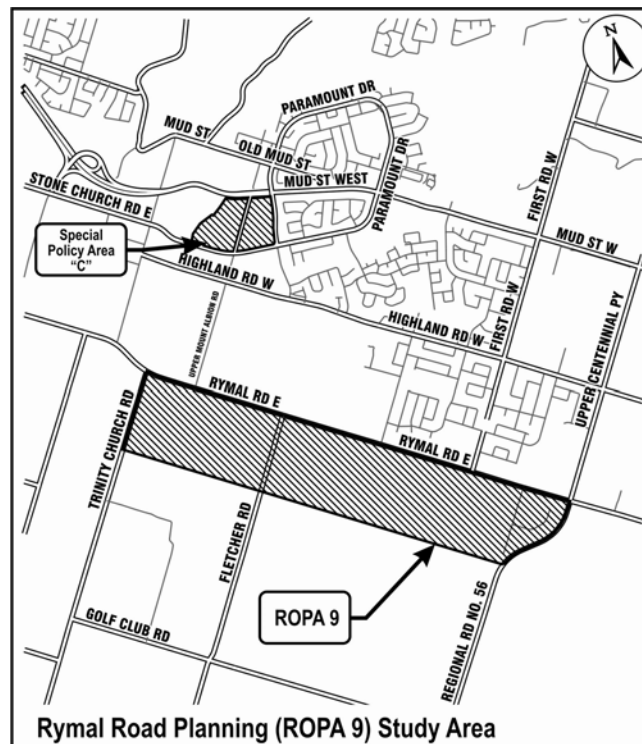 N
PARAMOUNT DR
MUD ST
OLD MUD ST
MUD ST WEST
PARAMOUNT DR
FIRST RD W
STONE CHURCH RD E
MUD ST W
Special
Policy Area
"C"
HIGHLAND RD W
UPPER MOUNT ALBION RD
HIGHLAND RD W
FIRST RD W
UPPER CENTENNIAL PY
RYMAL RD E
RYMAL RD E
TRINITY CHURCH RD
FLETCHER RD
ROPA 9
REGIONAL RD NO. 56
GOLF CLUB RD
Rymal Road Planning (ROPA 9) Study Area